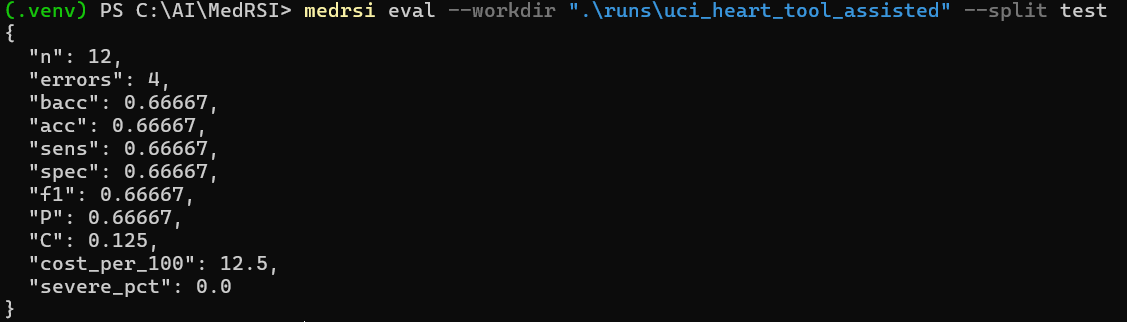 (.venv) PS C:\AI\MedRSI> medrsi eval --workdir ".\runs\uci_heart_tool_assisted" --split test
{
  "n": 12,
  "errors": 4,
  "bacc": 0.66667,
  "acc": 0.66667,
  "sens": 0.66667,
  "spec": 0.66667,
  "f1": 0.66667,
  "P": 0.66667,
  "C": 0.125,
  "cost_per_100": 12.5,
  "severe_pct": 0.0
}